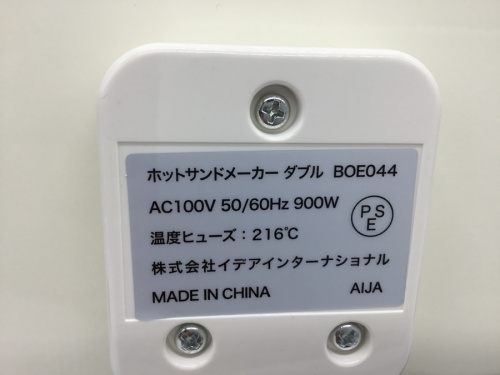 ホットサンドメーカー ダブル BOE044
AC100V 50/60Hz 900W
PSE
温度ヒューズ：216℃
株式会社イデアインターナショナル
MADE IN CHINA AIJA